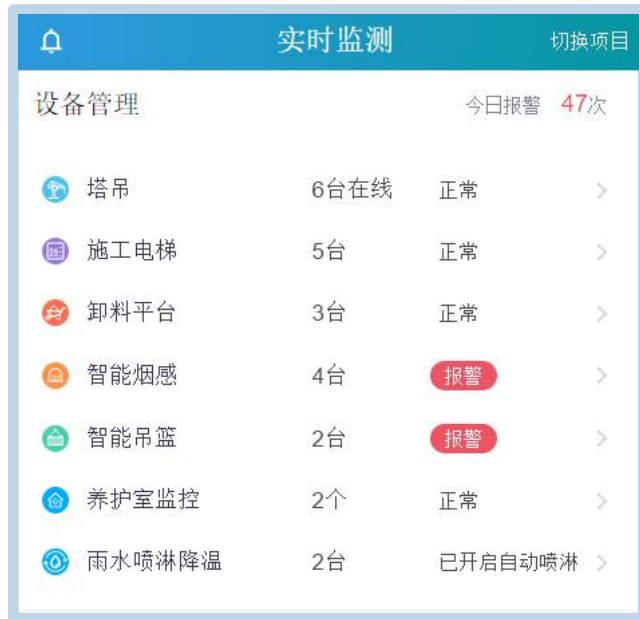 实时监测 切换项目
设备管理 今日报警 47次
塔吊 6台在线 正常
施工电梯 5台 正常
卸料平台 3台 正常
智能烟感 4台 报警
智能吊篮 2台 报警
养护室监控 2个 正常
雨水喷淋降温 2台 已开启自动喷淋